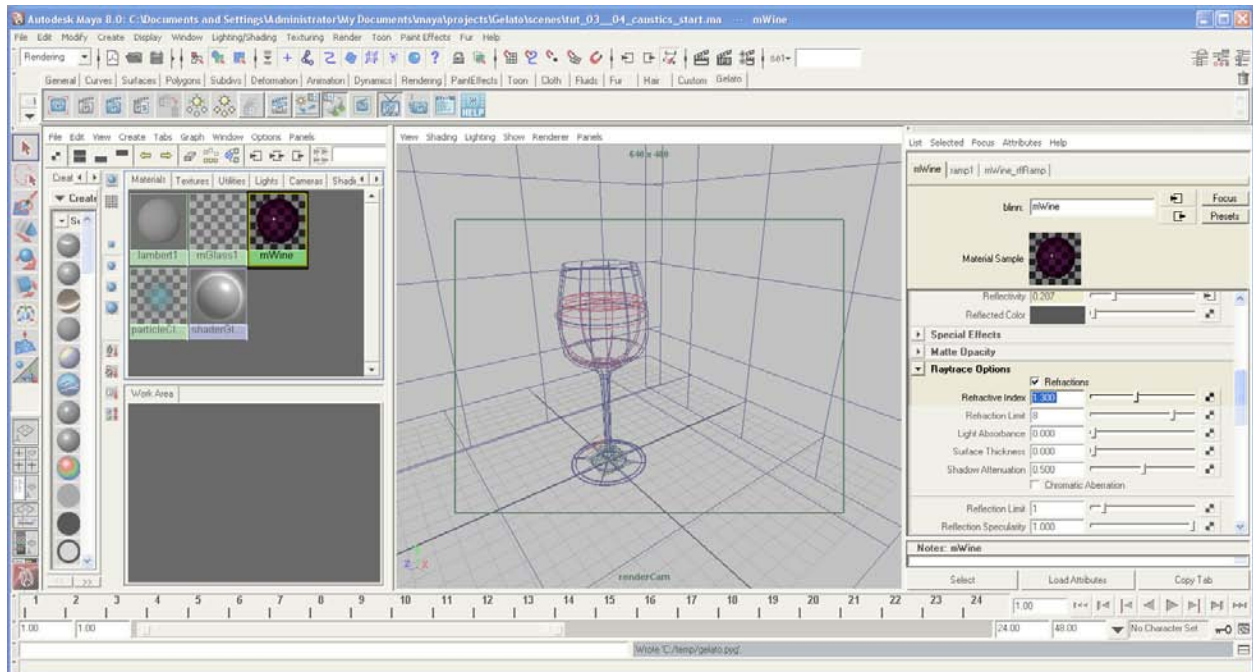 Autodesk Maya 8.0: C:\Documents and Settings\Administrator\My Documents\maya\projects\Gelato\scenes\tut_03__04_caustics_start.ma --- mWine
File Edit Modify Create Display Window Lighting/Shading Texturing Render Toon Paint Effects Fur Help
Rendering
sel+
General Curves Surfaces Polygons Subdivs Deformation Animation Dynamics Rendering PaintEffects Toon Cloth Fluids Fur Hair Custom Gelato
HELP
File Edit View Create Tabs Graph Window Options Panels
View Shading Lighting Show Renderer Panels
List Selected Focus Attributes Help
Creat
Materials Textures Utilities Lights Cameras Shadi
Create
lambert1 mGlass1 mWine
particleCl... shaderGl...
Work Area
640 x 480
renderCam
mWine ramp1 mWine_rlfRamp
blinn: mWine
Focus
Presets
Material Sample
Reflectivity 0.207
Reflected Color
Special Effects
Matte Opacity
Raytrace Options
Refractions
Refractive Index 1.300
Refraction Limit 8
Light Absorbance 0.000
Surface Thickness 0.000
Shadow Attenuation 0.500
Chromatic Aberration
Reflection Limit 1
Reflection Specularity 1.000
Notes: mWine
Select Load Attributes Copy Tab
1 2 3 4 5 6 7 8 9 10 11 12 13 14 15 16 17 18 19 20 21 22 23 24 1.00
1.00 1.00 24.00 48.00 No Character Set
Wrote 'C:/temp/gelato.pyg'.